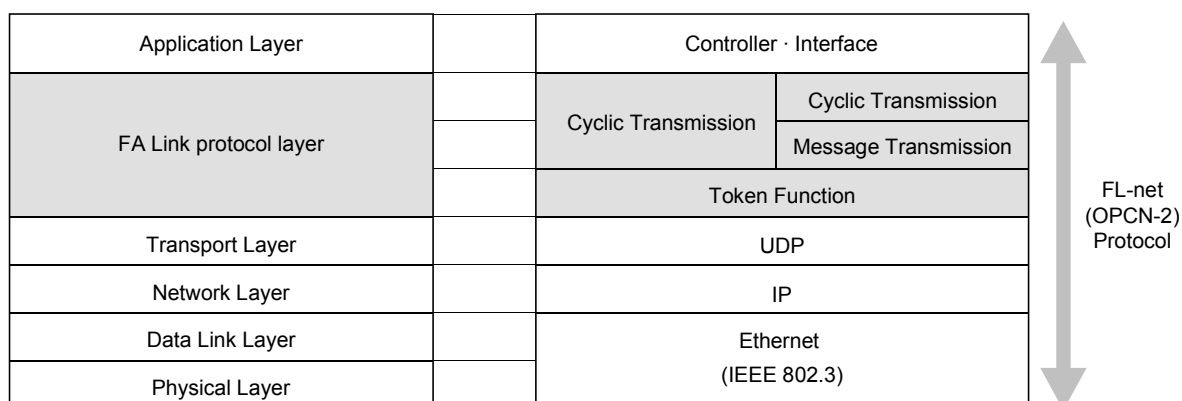 Application Layer
Controller · Interface
FA Link protocol layer
Cyclic Transmission
Cyclic Transmission
Message Transmission
Token Function
Transport Layer
UDP
Network Layer
IP
Data Link Layer
Physical Layer
Ethernet
(IEEE 802.3)
FL-net
(OPCN-2)
Protocol